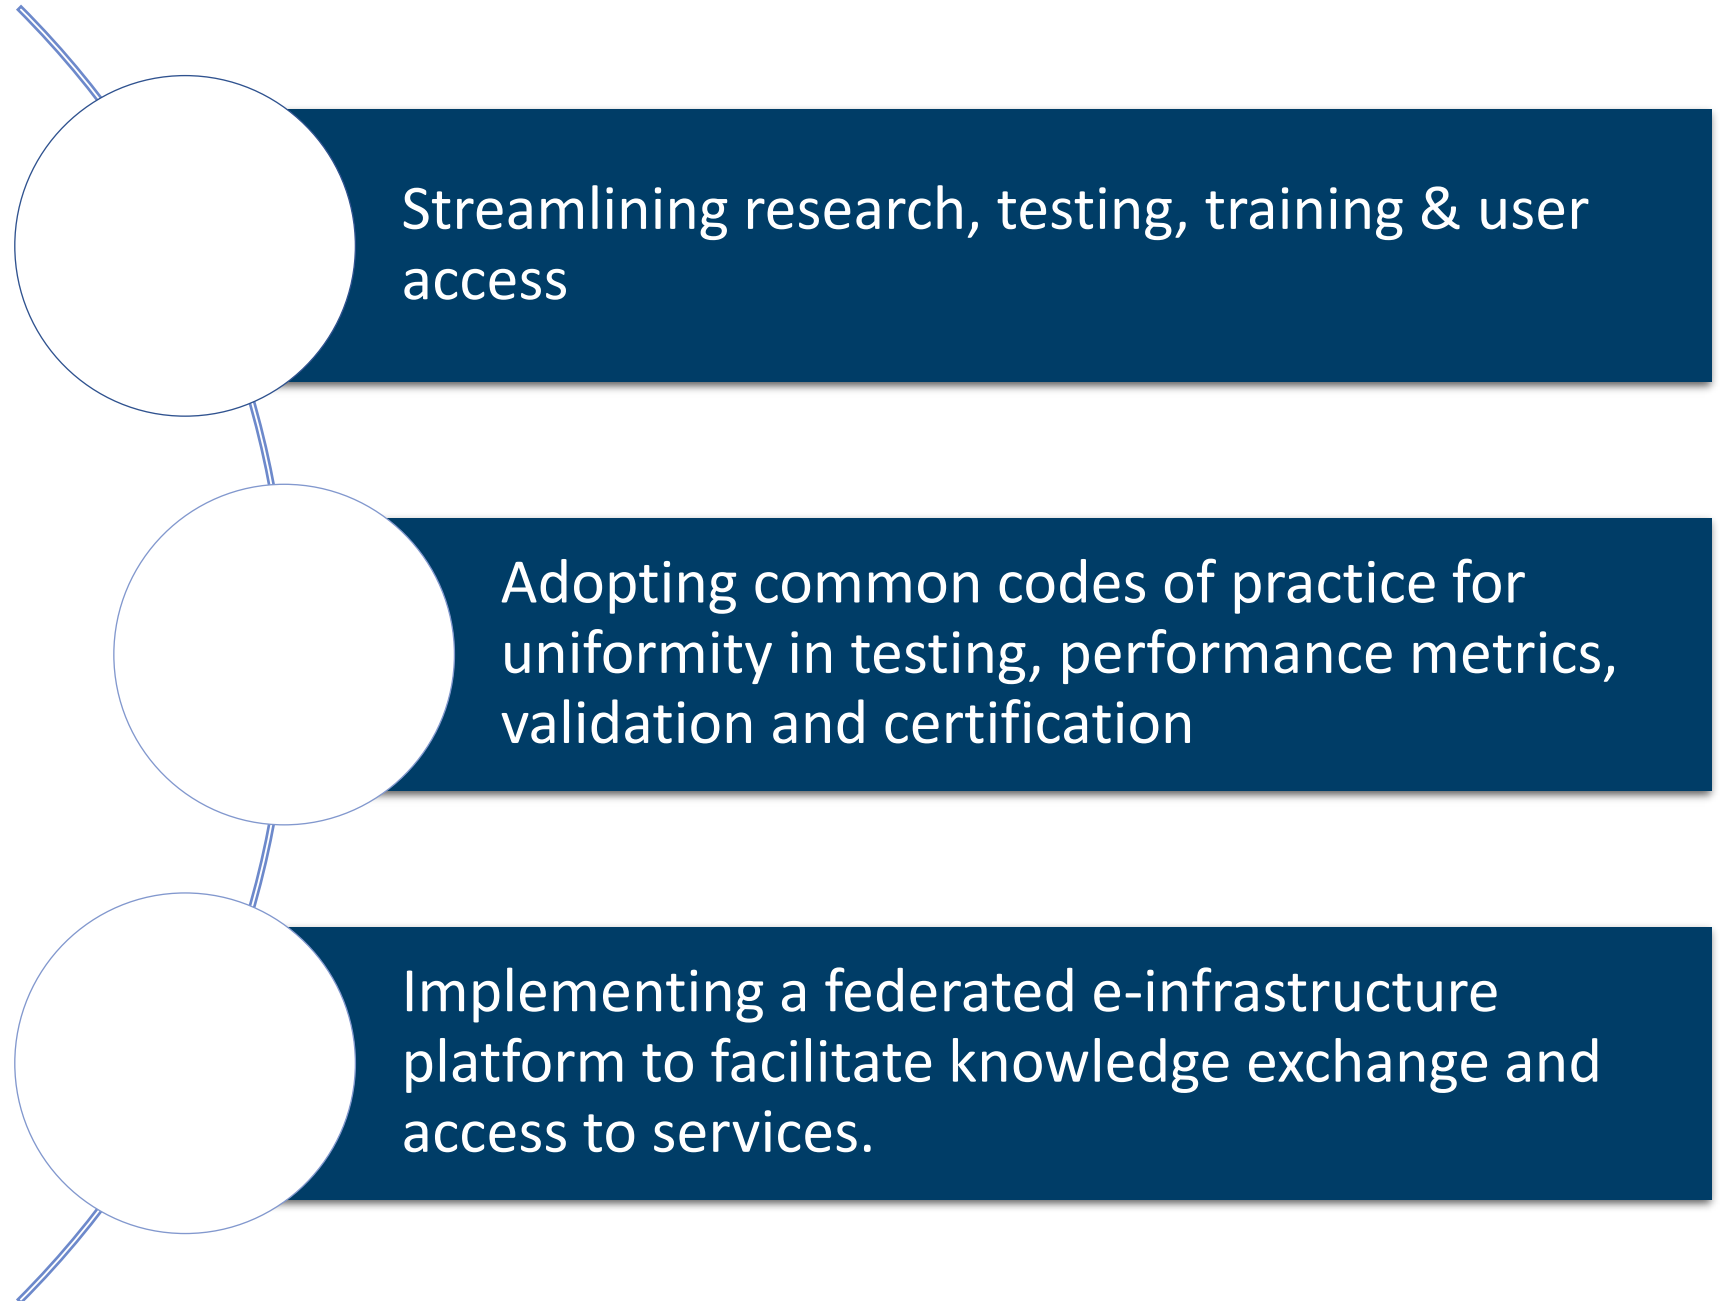 Streamlining research, testing, training & user
access
Adopting common codes of practice for
uniformity in testing, performance metrics,
validation and certification
Implementing a federated e-infrastructure
platform to facilitate knowledge exchange and
access to services.